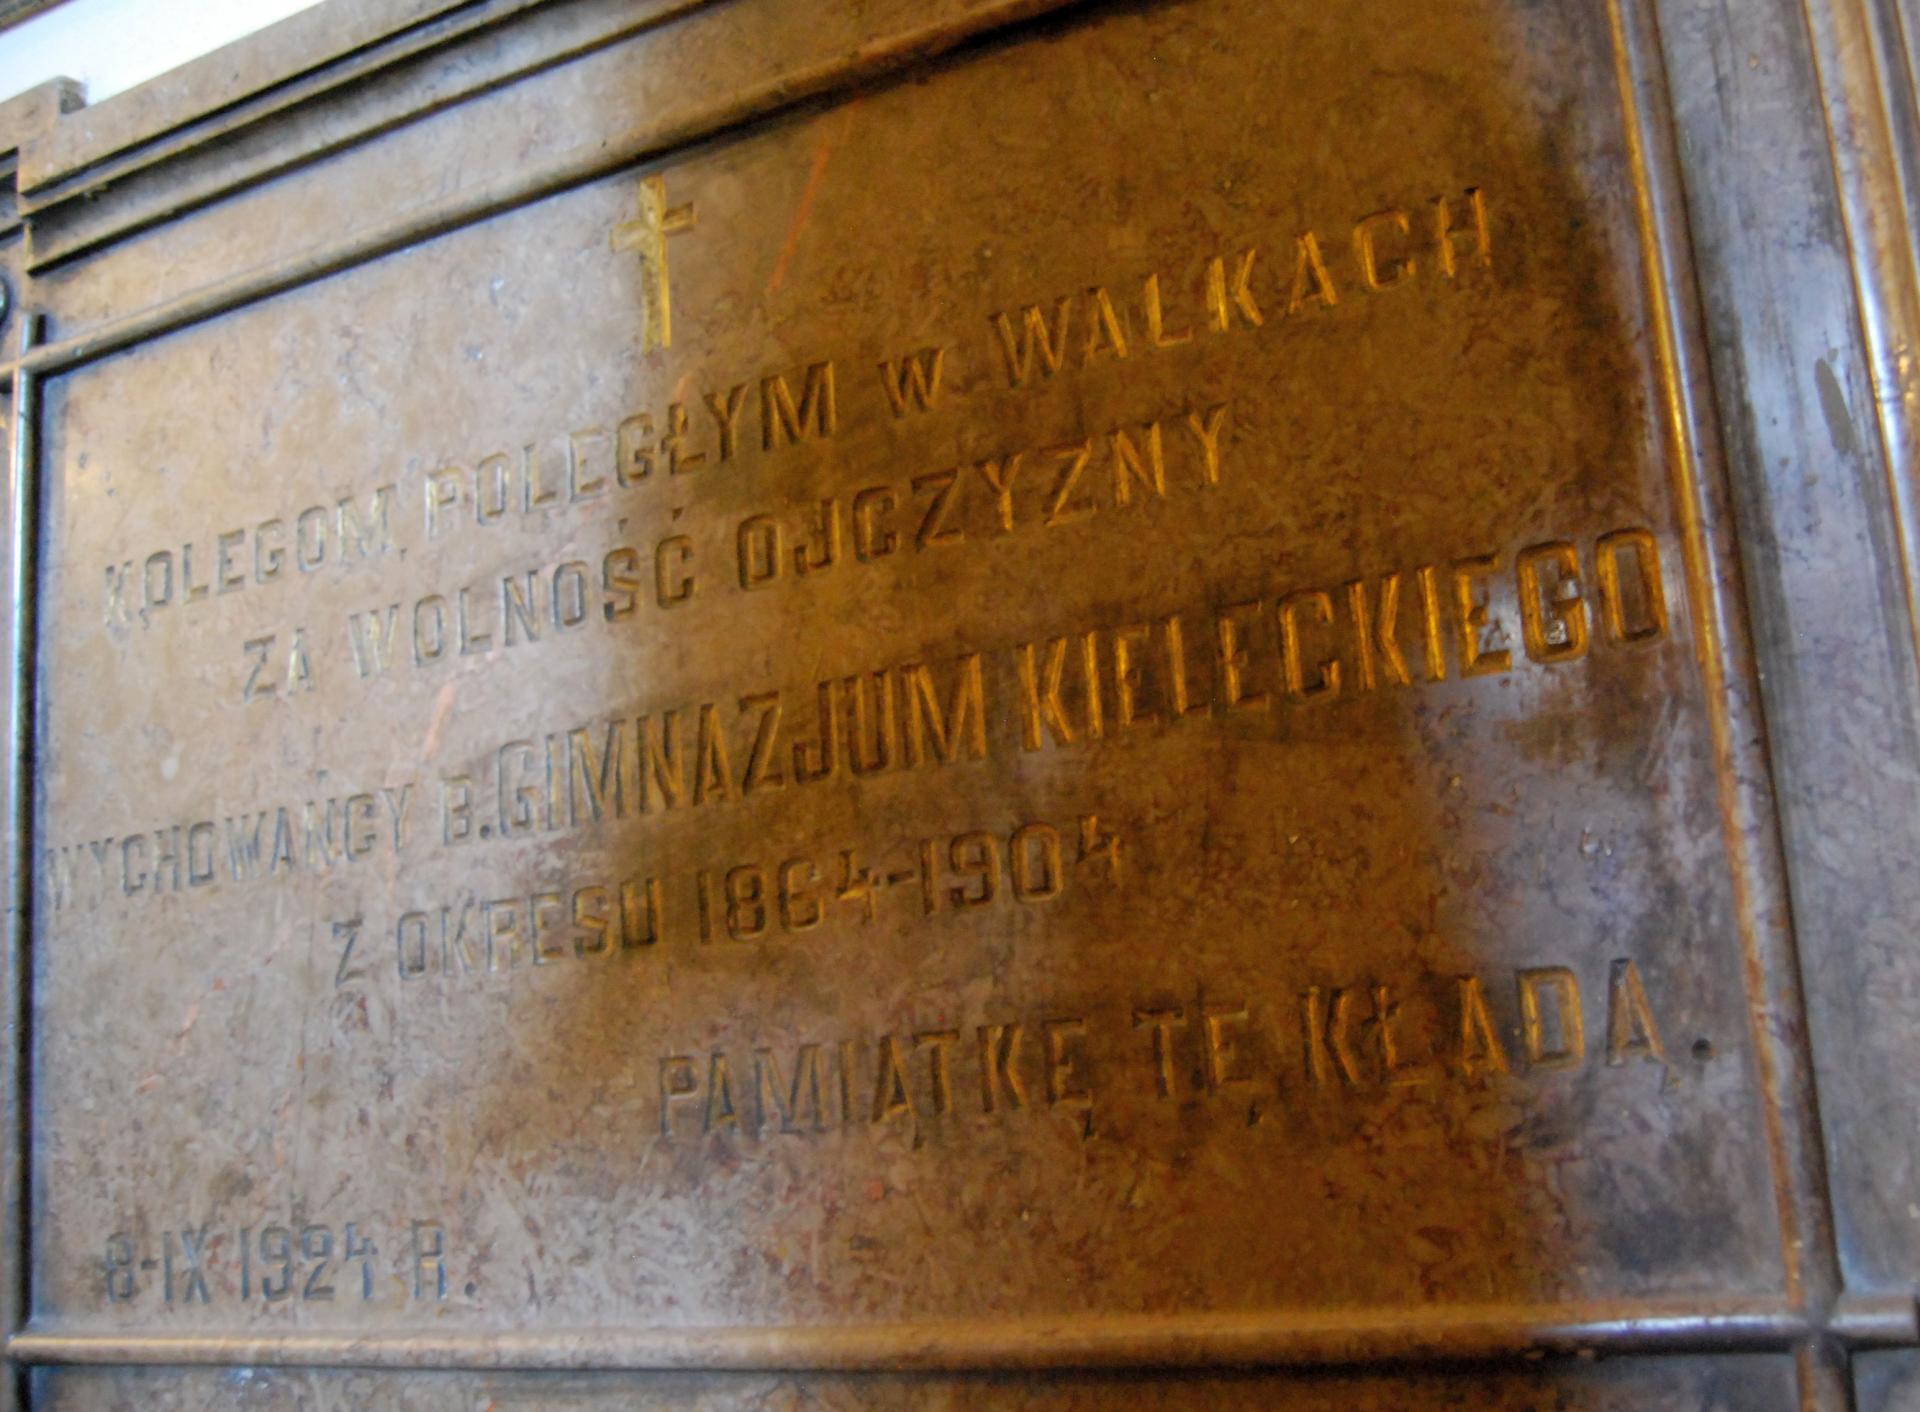 KOLEGOM POLEGŁYM W WALKACH
ZA WOLNOŚĆ OJCZYZNY
WYCHOWAŃCY B. GIMNAZJUM KIELECKIEGO
Z OKRESU 1864-1904
PAMIĄTKĘ TĘ KŁADĄ.
8-IX 1924 R.